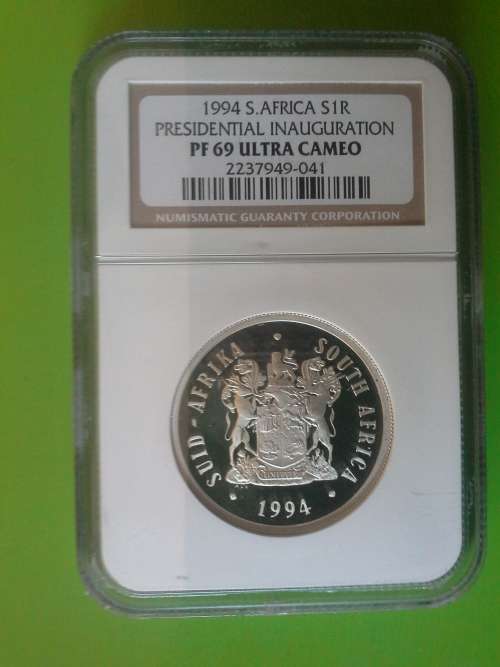 1994 S.AFRICA S1R
PRESIDENTIAL INAUGURATION
PF 69 ULTRA CAMEO
2237949-041
NUMISMATIC GUARANTY CORPORATION
SUID-AFRIKA · SOUTH AFRICA
· 1994 ·